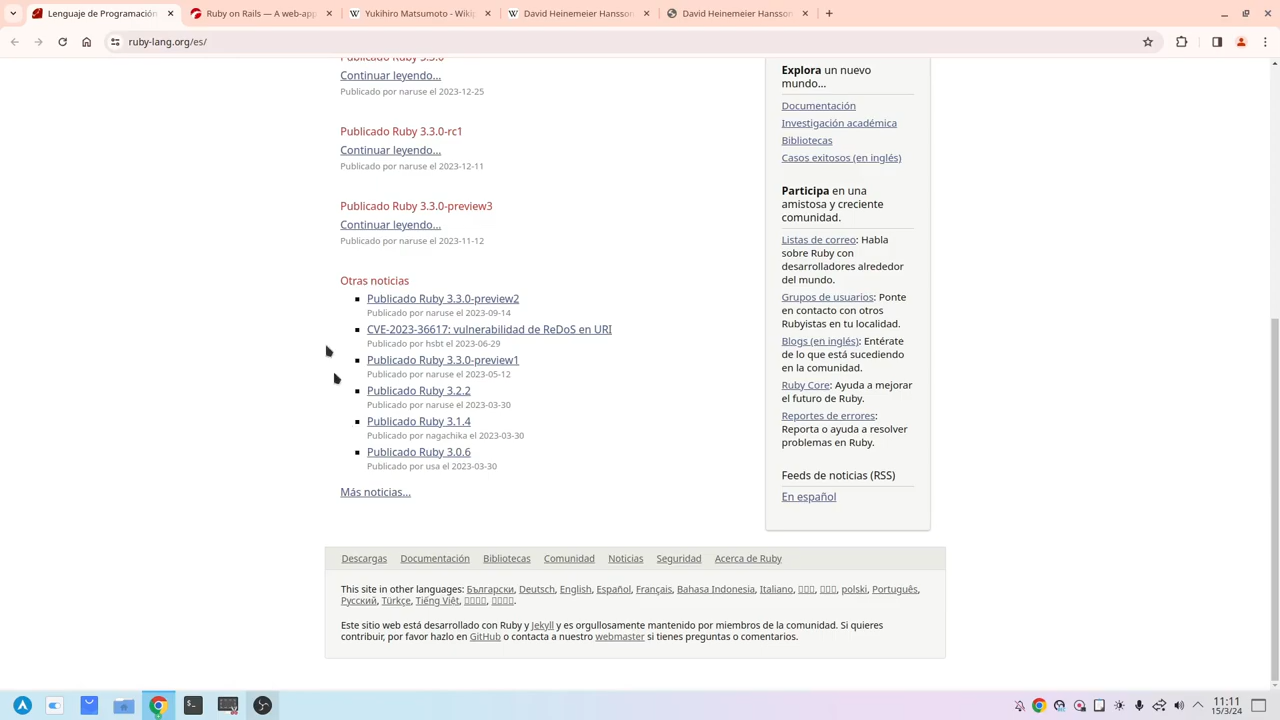 Lenguaje de programació
Ruby on Rails — A web-app
Yukihiro Matsumoto - Wikip
David Heinemeier Hansso
David Heinemeier Hansson
ruby-lang.org/es/
Continuar leyendo...
Publicado por naruse el 2023-12-25
Publicado Ruby 3.3.0-rc1
Continuar leyendo...
Publicado por naruse el 2023-12-11
Publicado Ruby 3.3.0-preview3
Continuar leyendo...
Publicado por naruse el 2023-11-12
Otras noticias
Publicado Ruby 3.3.0-preview2
Publicado por naruse el 2023-09-14
CVE-2023-36617: vulnerabilidad de ReDoS en URI
Publicado por hsbt el 2023-06-29
Publicado Ruby 3.3.0-preview1
Publicado por naruse el 2023-05-12
Publicado Ruby 3.2.2
Publicado por naruse el 2023-03-30
Publicado Ruby 3.1.4
Publicado por nagachika el 2023-03-30
Publicado Ruby 3.0.6
Publicado por usa el 2023-03-30
Más noticias...
Explora un nuevo
mundo...
Documentación
Investigación académica
Bibliotecas
Casos exitosos (en inglés)
Participa en una
amistosa y creciente
comunidad.
Listas de correo: Habla
sobre Ruby con
desarrolladores alrededor
del mundo.
Grupos de usuarios: Ponte
en contacto con otros
Rubyistas en tu localidad.
Blogs (en inglés): Entérate
de lo que está sucediendo
en la comunidad.
Ruby Core: Ayuda a mejorar
el futuro de Ruby.
Reportes de errores:
Reporta o ayuda a resolver
problemas en Ruby.
Feeds de noticias (RSS)
En español
Descargas Documentación Bibliotecas Comunidad Noticias Seguridad Acerca de Ruby
This site in other languages: Български, Deutsch, English, Español, Français, Bahasa Indonesia, Italiano, polski, Português,
Русский, Türkçe, Tiếng Việt
Este sitio web está desarrollado con Ruby y Jekyll y es orgullosamente mantenido por miembros de la comunidad. Si quieres
contribuir, por favor hazlo en GitHub o contacta a nuestro webmaster si tienes preguntas o comentarios.
11:11
15/3/24